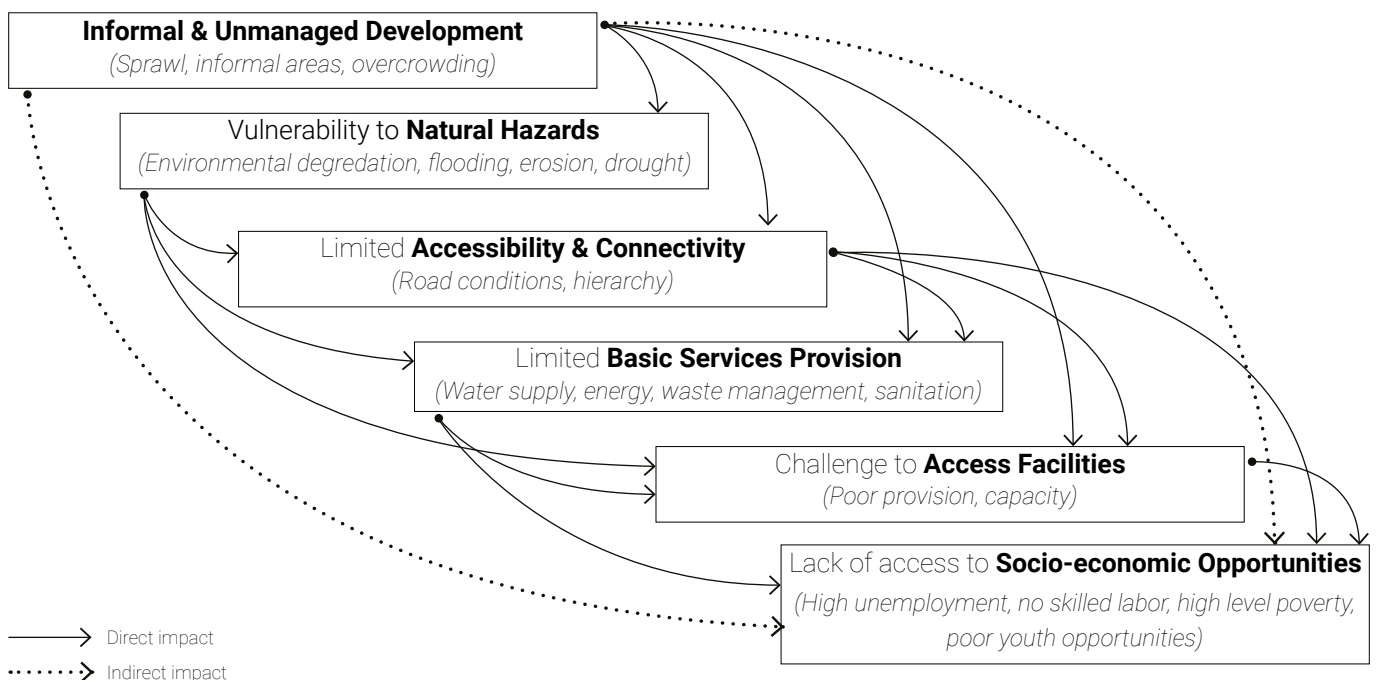 Informal & Unmanaged Development
(Sprawl, informal areas, overcrowding)
Vulnerability to Natural Hazards
(Environmental degredation, flooding, erosion, drought)
Limited Accessibility & Connectivity
(Road conditions, hierarchy)
Limited Basic Services Provision
(Water supply, energy, waste management, sanitation)
Challenge to Access Facilities
(Poor provision, capacity)
Lack of access to Socio-economic Opportunities
(High unemployment, no skilled labor, high level poverty,
poor youth opportunities)
Direct impact
Indirect impact